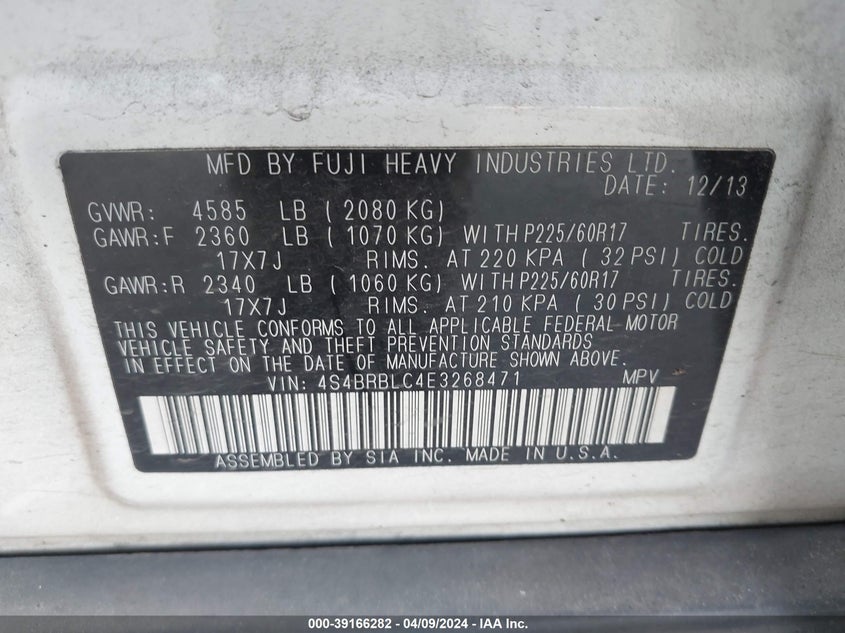 MFD BY FUJI HEAVY INDUSTRIES LTD.
DATE: 12/13
GVWR: 4585 LB ( 2080 KG)
GAWR:F 2360 LB ( 1070 KG) WITH P225/60R17 TIRES.
17X7J RIMS. AT 220 KPA ( 32 PSI) COLD
GAWR:R 2340 LB ( 1060 KG) WITH P225/60R17 TIRES.
17X7J RIMS. AT 210 KPA ( 30 PSI) COLD
THIS VEHICLE CONFORMS TO ALL APPLICABLE FEDERAL MOTOR
VEHICLE SAFETY AND THEFT PREVENTION STANDARDS
IN EFFECT ON THE DATE OF MANUFACTURE SHOWN ABOVE.
VIN: 4S4BRBLC4E3268471 MPV
ASSEMBLED BY SIA INC. MADE IN U.S.A.
000-39166282 - 04/09/2024 - IAA Inc.